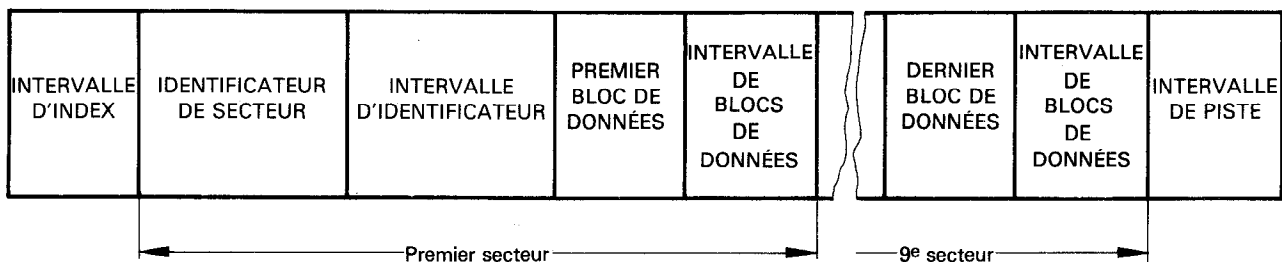 INTERVALLE
D'INDEX
IDENTIFICATEUR
DE SECTEUR
INTERVALLE
D'IDENTIFICATEUR
PREMIER
BLOC DE
DONNÉES
INTERVALLE
DE
BLOCS
DE
DONNÉES
DERNIER
BLOC DE
DONNÉES
INTERVALLE
DE
BLOCS
DE
DONNÉES
INTERVALLE
DE PISTE
Premier secteur
9e secteur